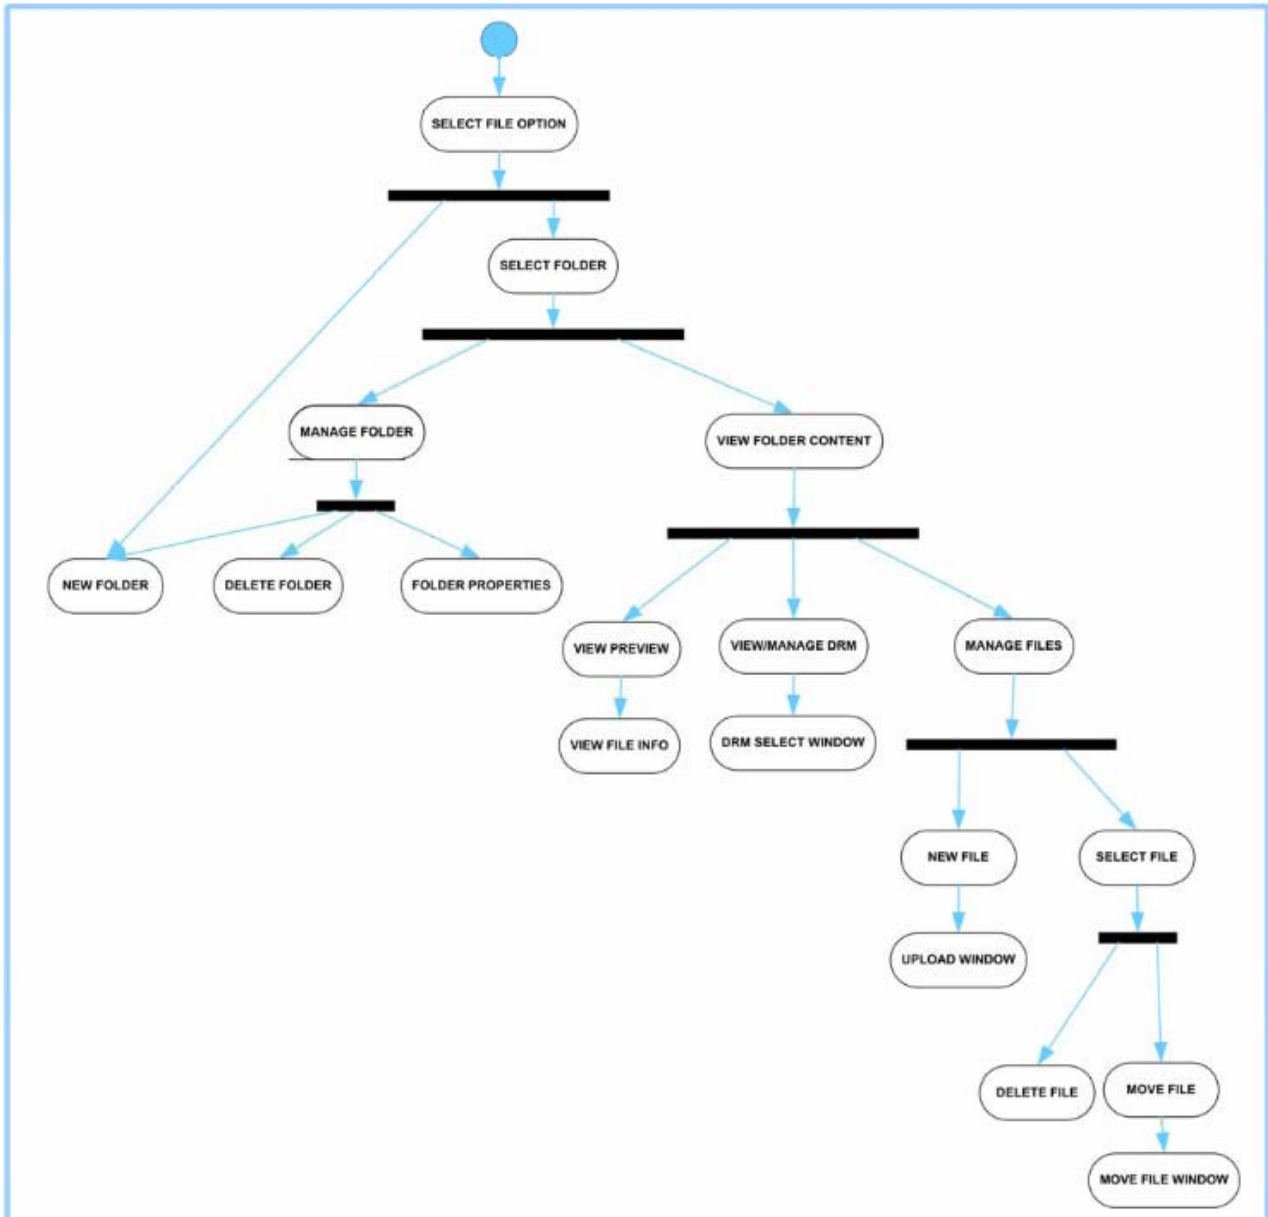 SELECT FILE OPTION
SELECT FOLDER
MANAGE FOLDER
VIEW FOLDER CONTENT
NEW FOLDER
DELETE FOLDER
FOLDER PROPERTIES
VIEW PREVIEW
VIEW/MANAGE DRM
MANAGE FILES
VIEW FILE INFO
DRM SELECT WINDOW
NEW FILE
SELECT FILE
UPLOAD WINDOW
DELETE FILE
MOVE FILE
MOVE FILE WINDOW